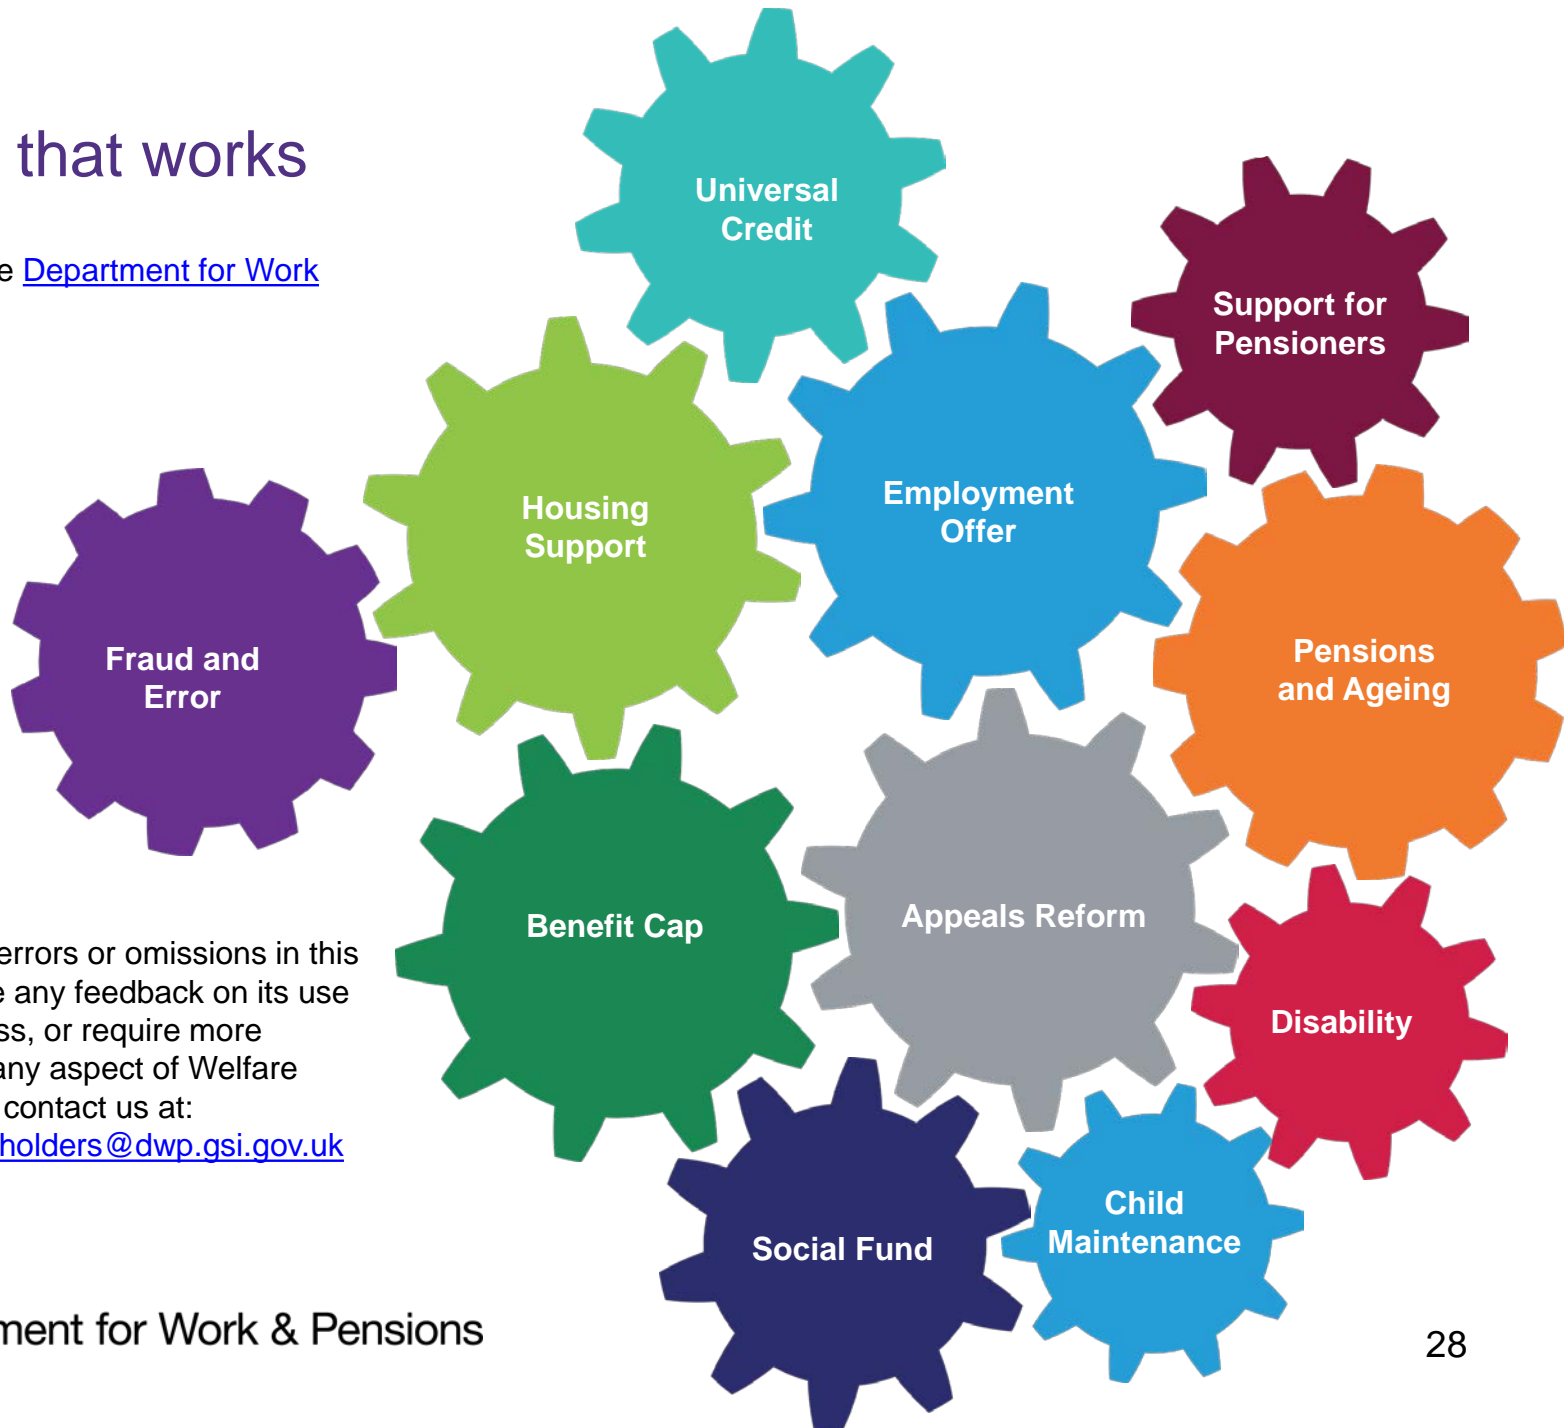 that works
e Department for Work
Universal
Credit
Support for
Pensioners
Housing
Support
Employment
Offer
Fraud and
Error
Pensions
and Ageing
Benefit Cap
Appeals Reform
errors or omissions in this
e any feedback on its use
ss, or require more
any aspect of Welfare
contact us at:
holders@dwp.gsi.gov.uk
Disability
Child
Maintenance
Social Fund
ment for Work & Pensions
28